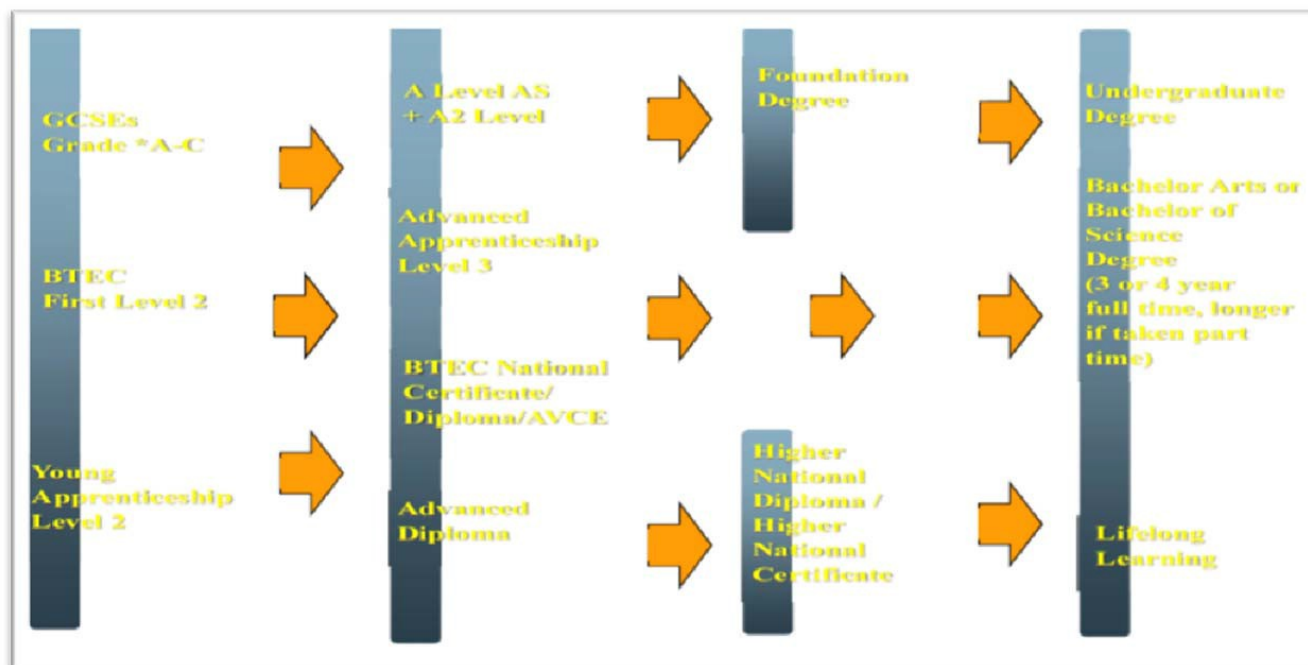 GCSEs
Grade *A-C
BTEC
First Level 2
Young
Apprenticeship
Level 2
A Level AS
+ A2 Level
Advanced
Apprenticeship
Level 3
BTEC National
Certificate/
Diploma/AVCE
Advanced
Diploma
Foundation
Degree
Higher
National
Diploma /
Higher
National
Certificate
Undergraduate
Degree
Bachelor Arts or
Bachelor of
Science
Degree
(3 or 4 year
full time, longer
if taken part
time)
Lifelong
Learning